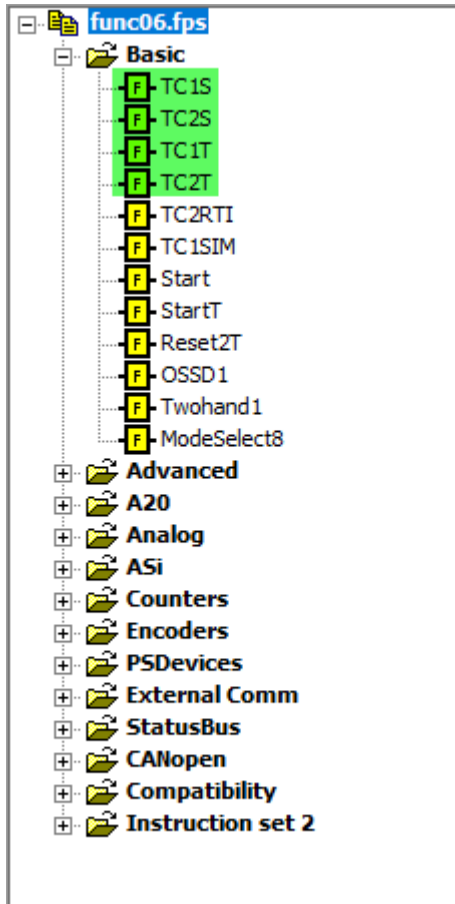 func06.fps
Basic
F TC1S
F TC2S
F TC1T
F TC2T
F TC2RTI
F TC1SIM
F Start
F StartT
F Reset2T
F OSSD1
F Twohand1
F ModeSelect8
Advanced
A20
Analog
ASi
Counters
Encoders
PSDevices
External Comm
StatusBus
CANopen
Compatibility
Instruction set 2